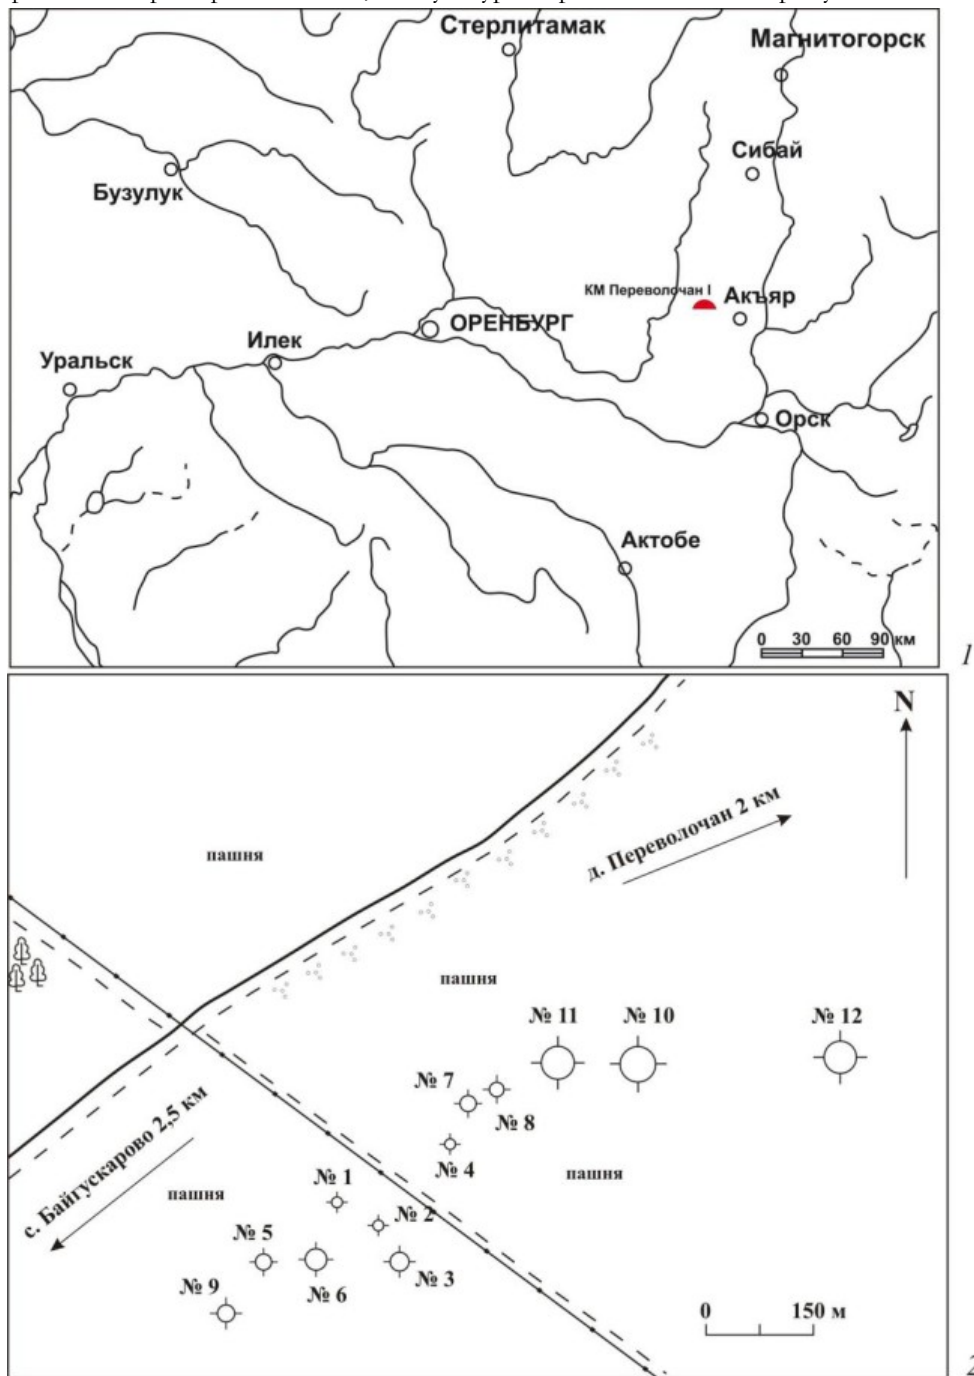 Стерлитамак
Магнитогорск
Сибай
Бузулук
КМ Переволочан I
Акъяр
ОРЕНБУРГ
Илек
Уральск
Орск
Актобе
0 30 60 90 км
1
N
д. Переволочан 2 км
пашня
пашня
№ 11
№ 10
№ 12
№ 7
№ 8
№ 4
пашня
с. Байгускарово 2,5 км
пашня
№ 1
№ 2
№ 5
№ 3
№ 6
№ 9
0 150 м
2